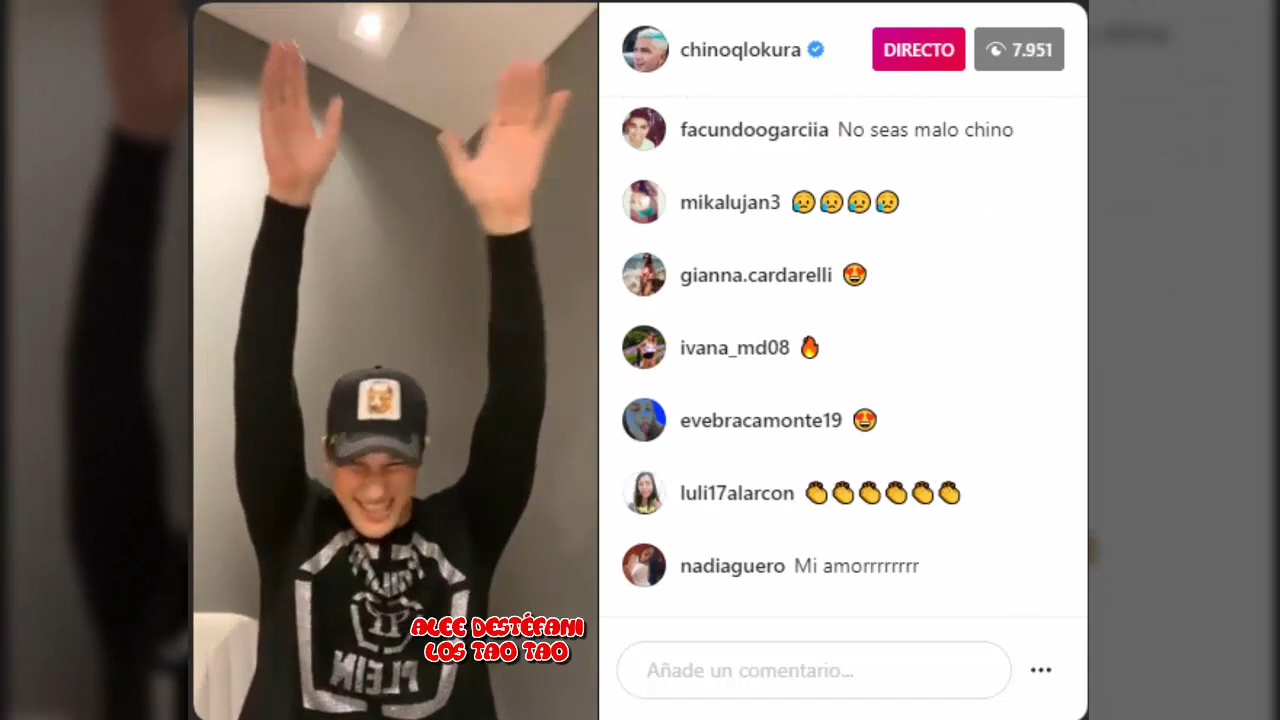 chinoqlokura
DIRECTO
7.951
facundoogarciia No seas malo chino
mikalujan3 😥😥😥😥
gianna.cardarelli 😍
ivana_md08 🔥
evebracamonte19 😍
luli17alarcon 👏👏👏👏👏👏
nadiaguero Mi amorrrrrrrr
Añade un comentario...
ALEE DESTÉFANI
LOS TAO TAO
PLEIN